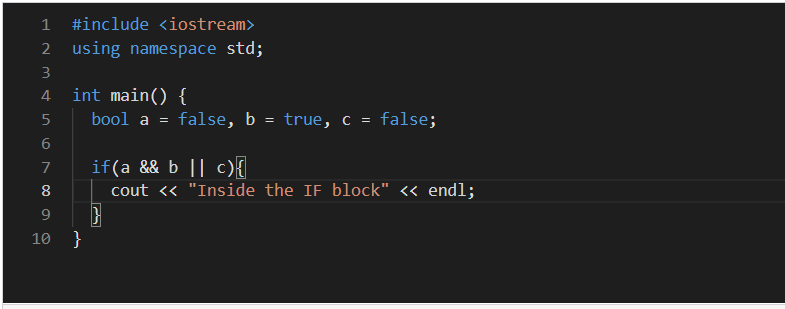 1 #include <iostream>
2 using namespace std;
3
4 int main() {
5 bool a = false, b = true, c = false;
6
7 if(a && b || c){
8 cout << "Inside the IF block" << endl;
9 }
10 }